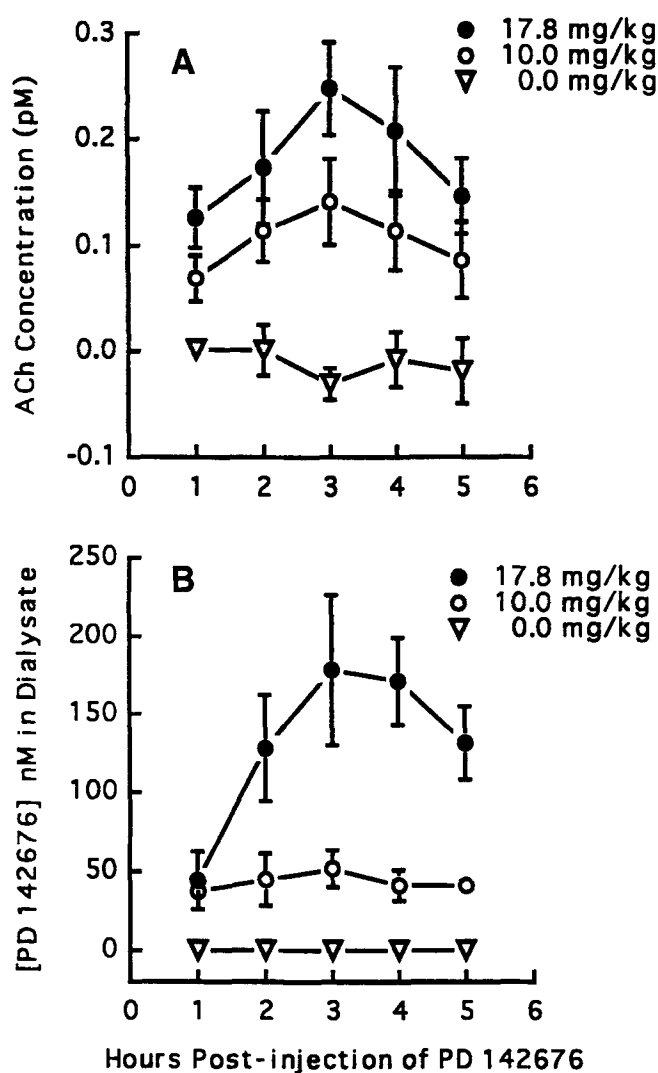 A
17.8 mg/kg
10.0 mg/kg
0.0 mg/kg
ACh Concentration (pM)
0.3
0.2
0.1
0.0
-0.1
0 1 2 3 4 5 6
B
17.8 mg/kg
10.0 mg/kg
0.0 mg/kg
[PD 142676] nM in Dialysate
250
200
150
100
50
0
0 1 2 3 4 5 6
Hours Post-injection of PD 142676